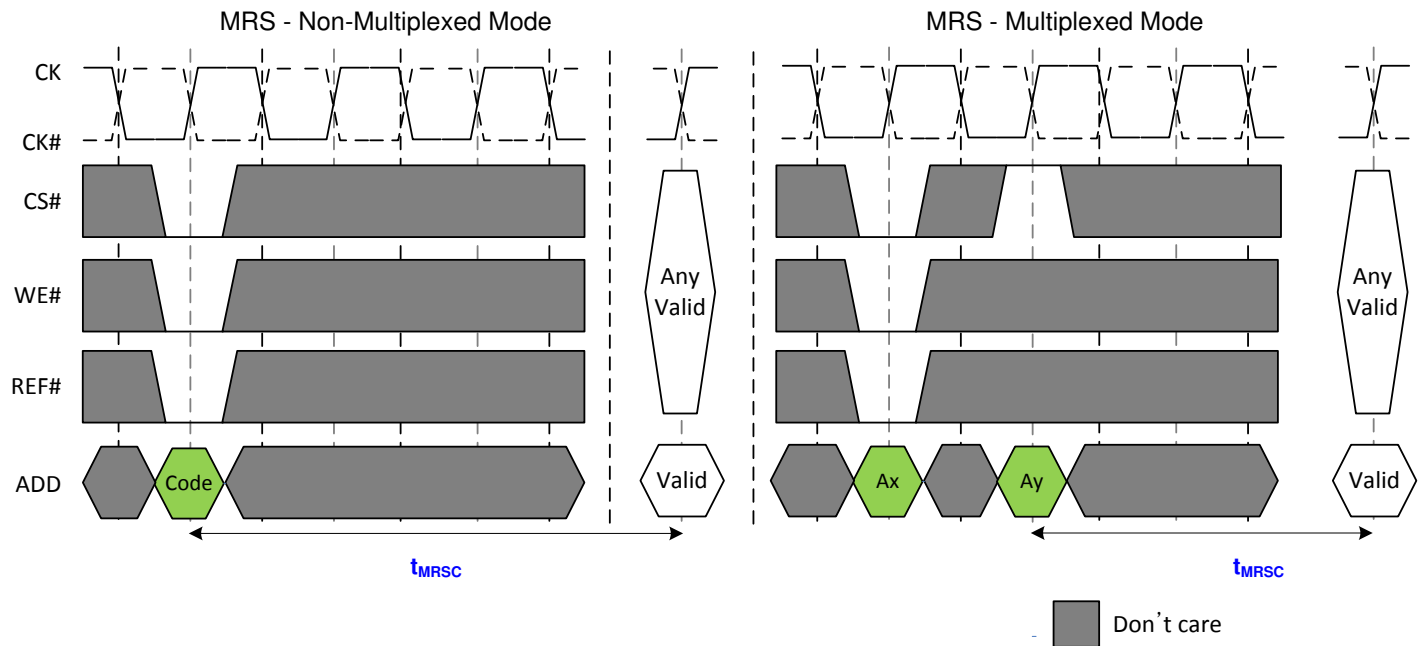 MRS - Non-Multiplexed Mode
MRS - Multiplexed Mode
CK
CK#
CS#
WE#
REF#
ADD
Code
Any
Valid
Valid
tMRSC
Ax
Ay
Any
Valid
Valid
tMRSC
Don't care